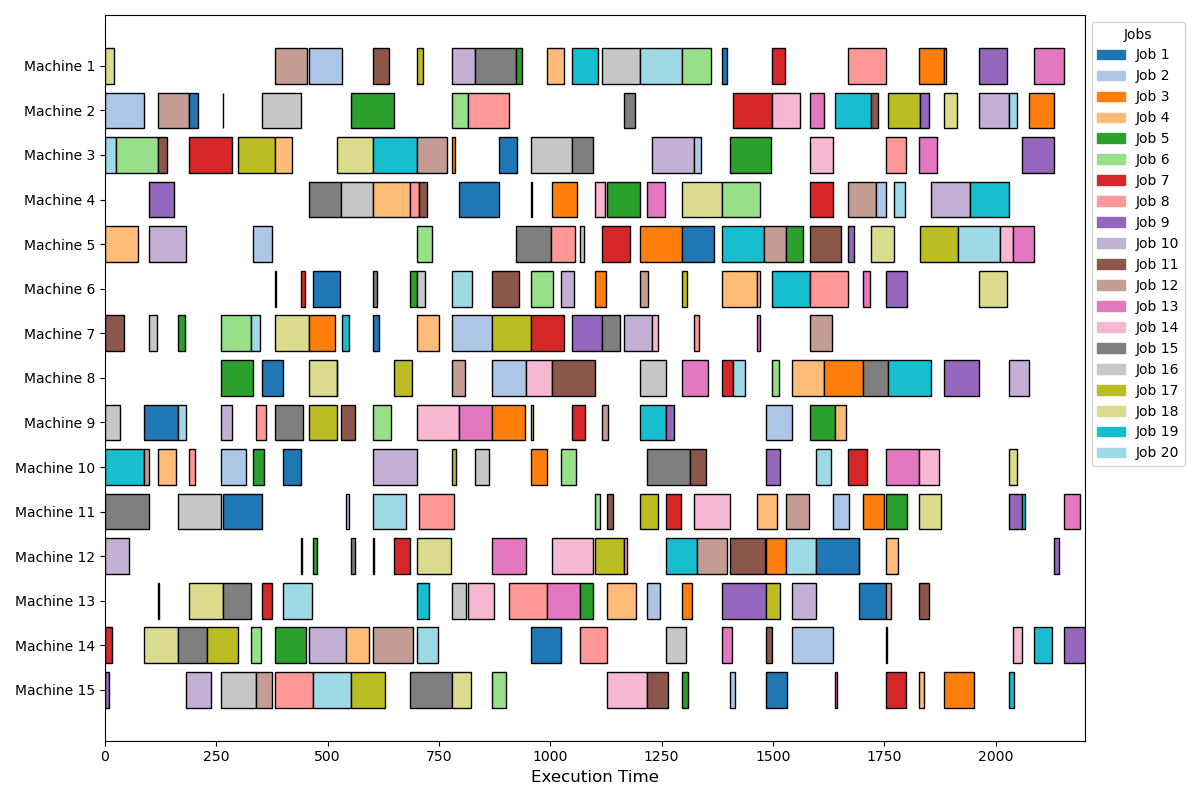 Machine 1
Machine 2
Machine 3
Machine 4
Machine 5
Machine 6
Machine 7
Machine 8
Machine 9
Machine 10
Machine 11
Machine 12
Machine 13
Machine 14
Machine 15
0 250 500 750 1000 1250 1500 1750 2000
Execution Time
Jobs
Job 1
Job 2
Job 3
Job 4
Job 5
Job 6
Job 7
Job 8
Job 9
Job 10
Job 11
Job 12
Job 13
Job 14
Job 15
Job 16
Job 17
Job 18
Job 19
Job 20